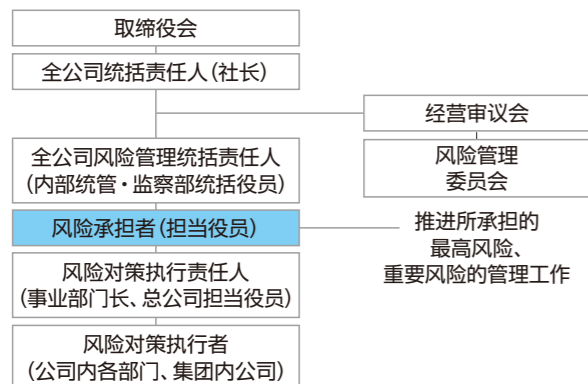 取缔役会
全公司统括责任人(社长)
经营审议会
全公司风险管理统括责任人
(内部统管·监察部统括役员)
风险管理
委员会
风险承担者(担当役员)
推进所承担的
最高风险、
重要风险的管理工作
风险对策执行责任人
(事业部门长、总公司担当役员)
风险对策执行者
(公司内各部门、集团内公司)